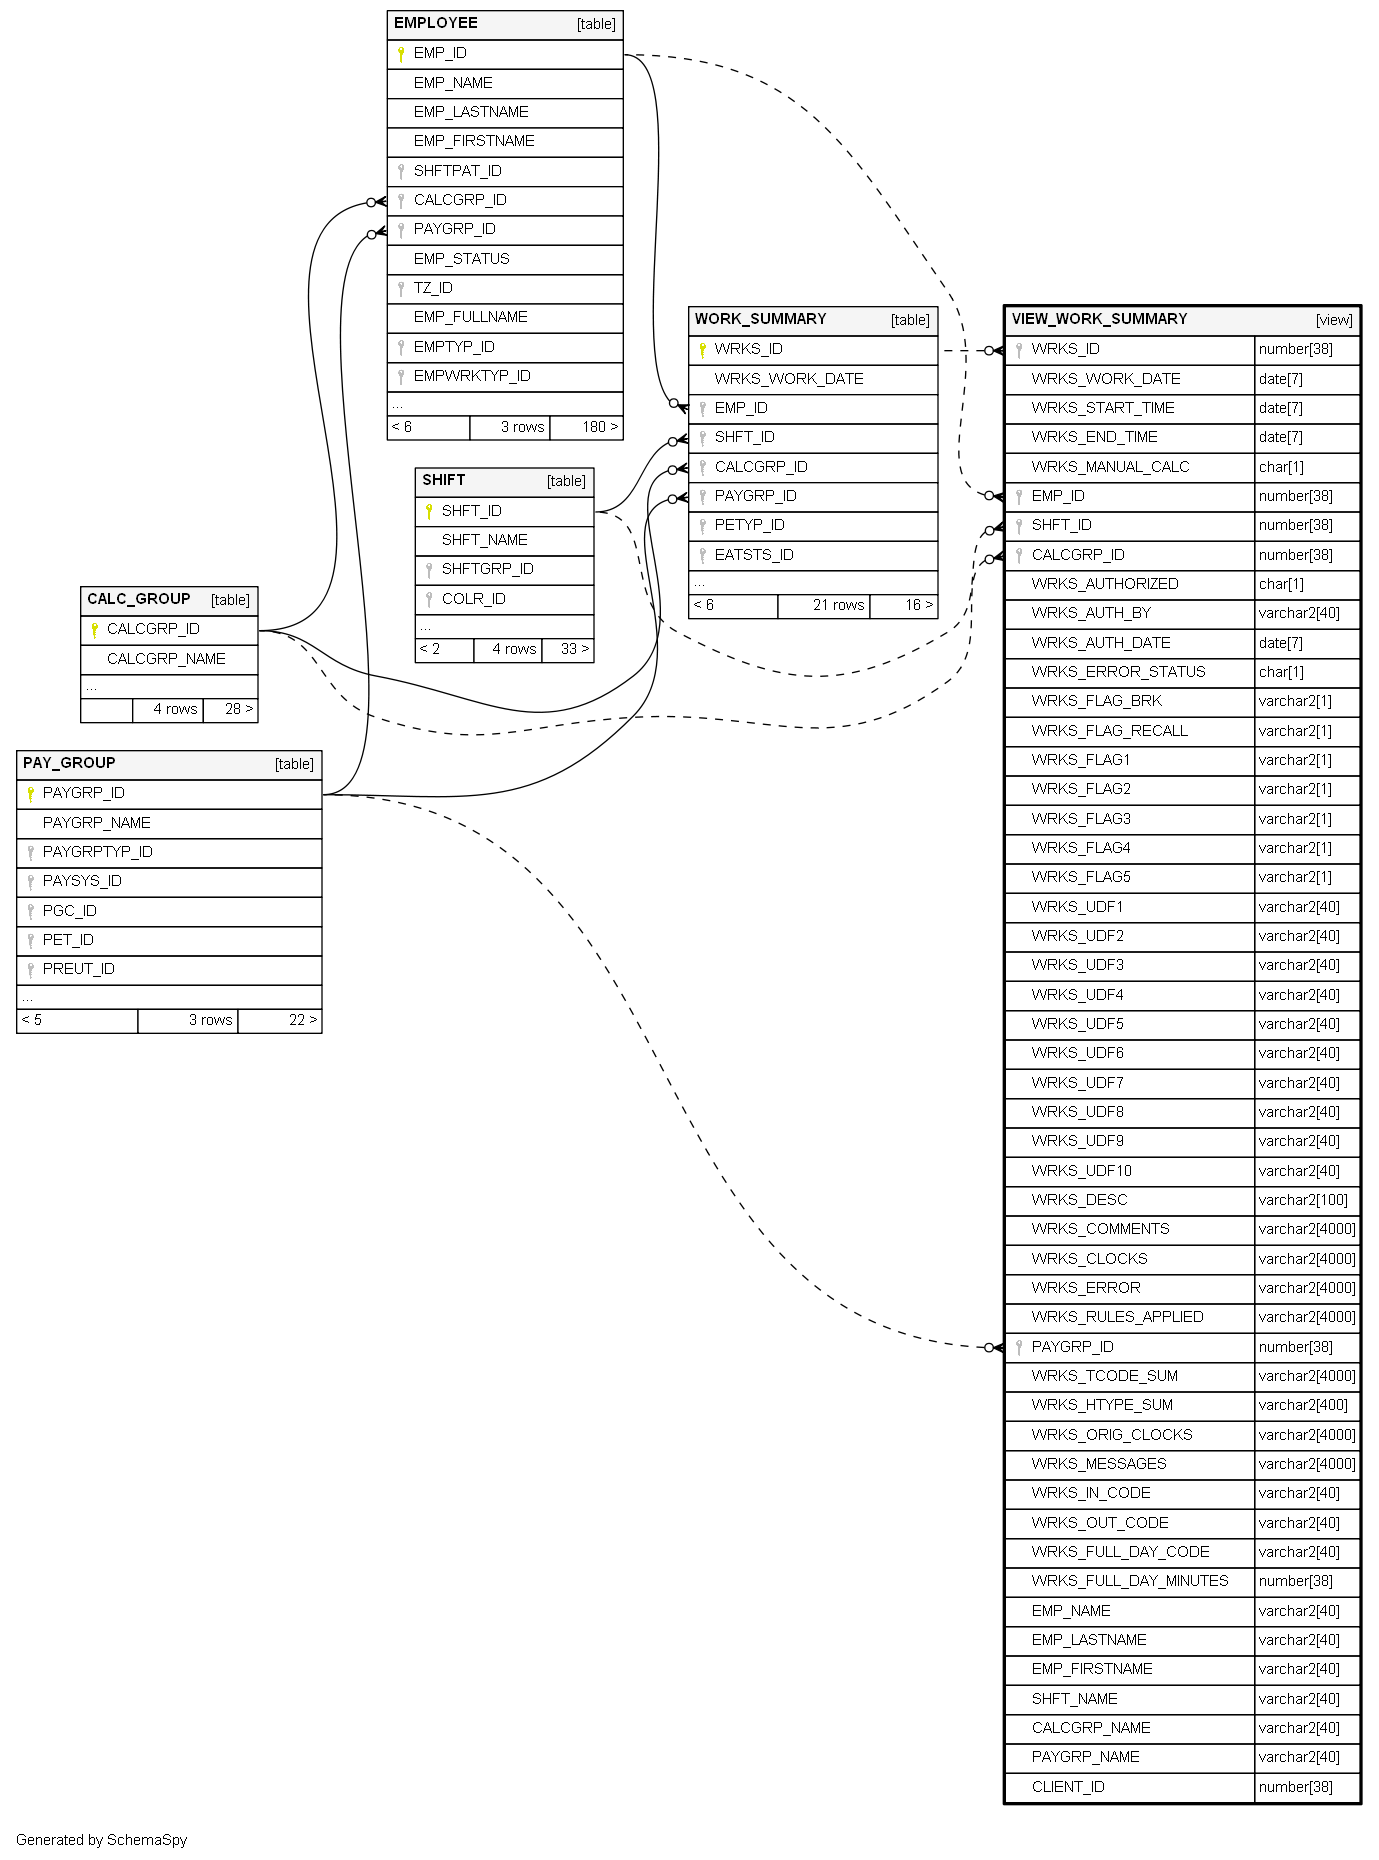 EMPLOYEE [table]
EMP_ID
EMP_NAME
EMP_LASTNAME
EMP_FIRSTNAME
SHFTPAT_ID
CALCGRP_ID
PAYGRP_ID
EMP_STATUS
TZ_ID
EMP_FULLNAME
EMPTYP_ID
EMPWRKTYP_ID
...
< 6 3 rows 180 >
SHIFT [table]
SHFT_ID
SHFT_NAME
SHFTGRP_ID
COLR_ID
...
< 2 4 rows 33 >
CALC_GROUP [table]
CALCGRP_ID
CALCGRP_NAME
...
4 rows 28 >
PAY_GROUP [table]
PAYGRP_ID
PAYGRP_NAME
PAYGRPTYP_ID
PAYSYS_ID
PGC_ID
PET_ID
PREUT_ID
...
< 5 3 rows 22 >
WORK_SUMMARY [table]
WRKS_ID
WRKS_WORK_DATE
EMP_ID
SHFT_ID
CALCGRP_ID
PAYGRP_ID
PETYP_ID
EATSTS_ID
...
< 6 21 rows 16 >
VIEW_WORK_SUMMARY [view]
WRKS_ID number[38]
WRKS_WORK_DATE date[7]
WRKS_START_TIME date[7]
WRKS_END_TIME date[7]
WRKS_MANUAL_CALC char[1]
EMP_ID number[38]
SHFT_ID number[38]
CALCGRP_ID number[38]
WRKS_AUTHORIZED char[1]
WRKS_AUTH_BY varchar2[40]
WRKS_AUTH_DATE date[7]
WRKS_ERROR_STATUS char[1]
WRKS_FLAG_BRK varchar2[1]
WRKS_FLAG_RECALL varchar2[1]
WRKS_FLAG1 varchar2[1]
WRKS_FLAG2 varchar2[1]
WRKS_FLAG3 varchar2[1]
WRKS_FLAG4 varchar2[1]
WRKS_FLAG5 varchar2[1]
WRKS_UDF1 varchar2[40]
WRKS_UDF2 varchar2[40]
WRKS_UDF3 varchar2[40]
WRKS_UDF4 varchar2[40]
WRKS_UDF5 varchar2[40]
WRKS_UDF6 varchar2[40]
WRKS_UDF7 varchar2[40]
WRKS_UDF8 varchar2[40]
WRKS_UDF9 varchar2[40]
WRKS_UDF10 varchar2[40]
WRKS_DESC varchar2[100]
WRKS_COMMENTS varchar2[4000]
WRKS_CLOCKS varchar2[4000]
WRKS_ERROR varchar2[4000]
WRKS_RULES_APPLIED varchar2[4000]
PAYGRP_ID number[38]
WRKS_TCODE_SUM varchar2[4000]
WRKS_HTYPE_SUM varchar2[400]
WRKS_ORIG_CLOCKS varchar2[4000]
WRKS_MESSAGES varchar2[4000]
WRKS_IN_CODE varchar2[40]
WRKS_OUT_CODE varchar2[40]
WRKS_FULL_DAY_CODE varchar2[40]
WRKS_FULL_DAY_MINUTES number[38]
EMP_NAME varchar2[40]
EMP_LASTNAME varchar2[40]
EMP_FIRSTNAME varchar2[40]
SHFT_NAME varchar2[40]
CALCGRP_NAME varchar2[40]
PAYGRP_NAME varchar2[40]
CLIENT_ID number[38]
Generated by SchemaSpy